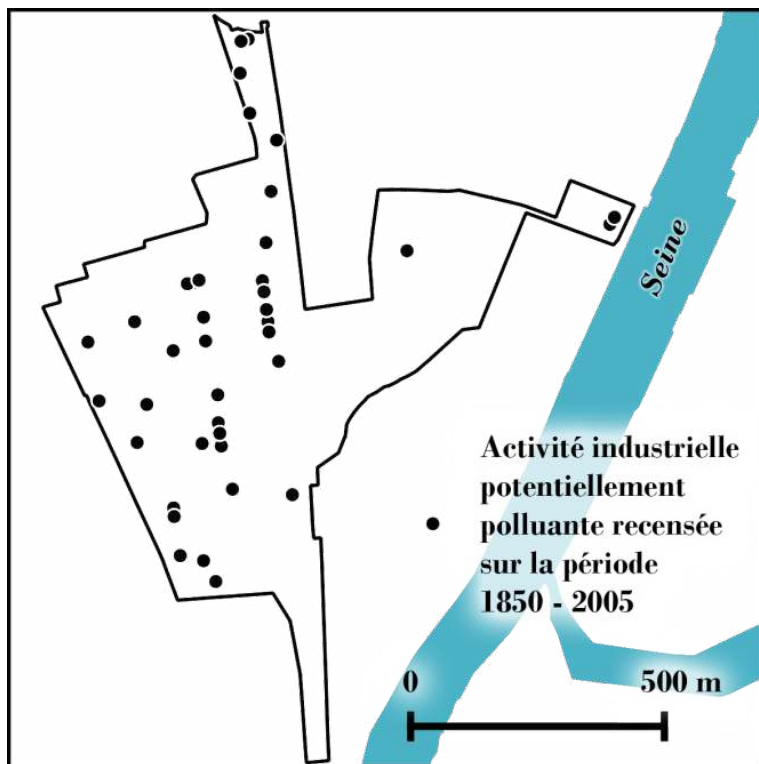 Seine
Activité industrielle
potentiellement
polluante recensée
sur la période
1850 - 2005
0
500 m